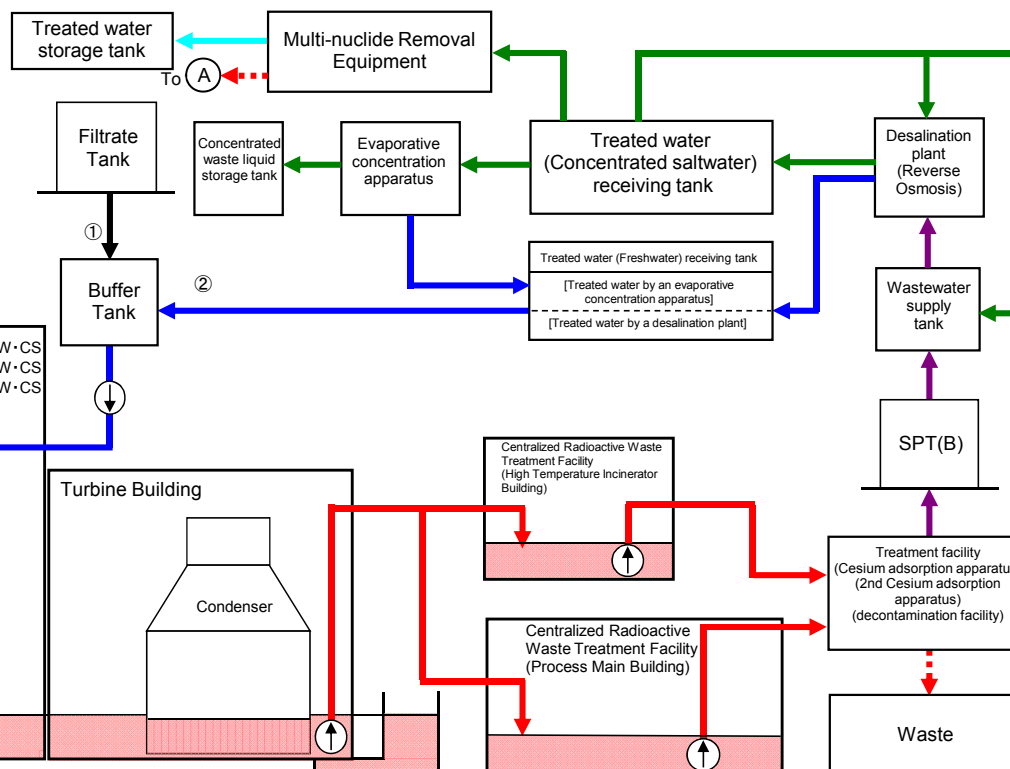 Treated water
storage tank
Multi-nuclide Removal
Equipment
To
A
Filtrate
Tank
Concentrated
waste liquid
storage tank
Evaporative
concentration
apparatus
Treated water
(Concentrated saltwater)
receiving tank
Desalination
plant
(Reverse
Osmosis)
①
Buffer
Tank
②
Treated water (Freshwater) receiving tank
[Treated water by an evaporative
concentration apparatus]
[Treated water by a desalination plant]
Wastewater
supply
tank
W・CS
W・CS
W・CS
SPT(B)
Turbine Building
Condenser
Centralized Radioactive Waste
Treatment Facility
(High Temperature Incinerator
Building)
Centralized Radioactive
Waste Treatment Facility
(Process Main Building)
Treatment facility
(Cesium adsorption apparatu
(2nd Cesium adsorption
apparatus)
(decontamination facility)
Waste